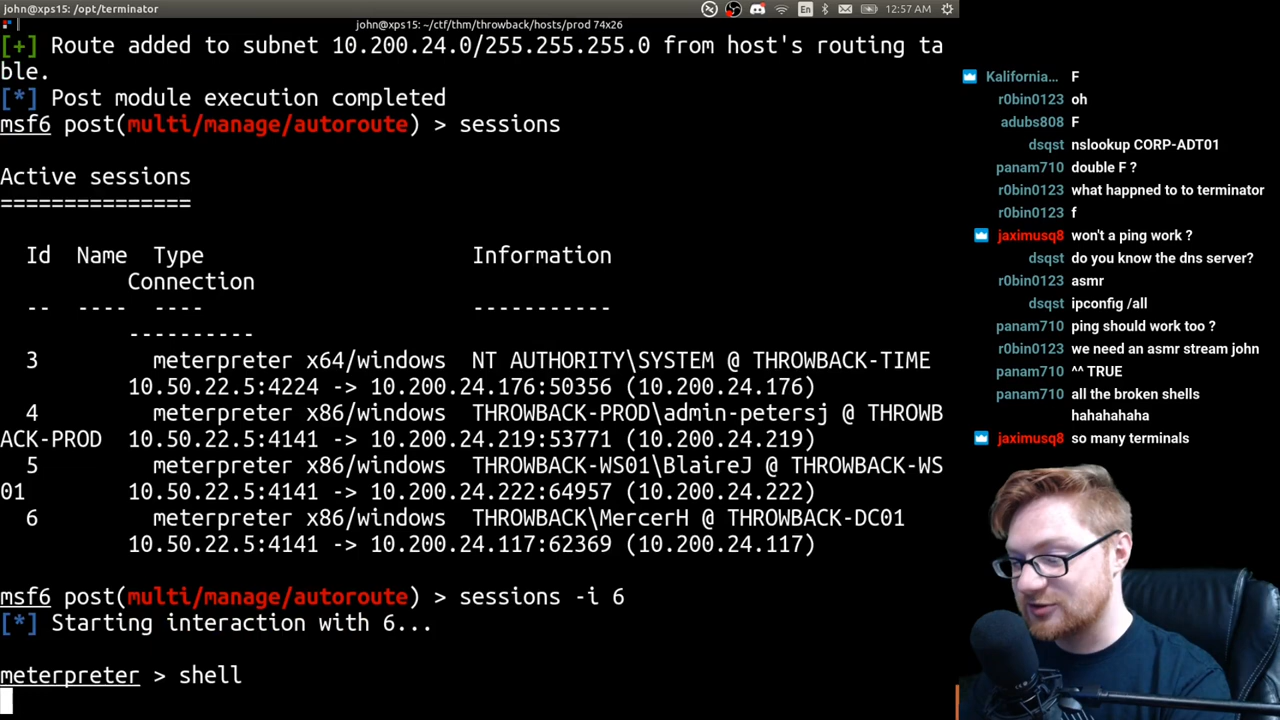 john@xps15: /opt/terminator
En
12:57 AM
john@xps15: ~/ctf/thm/throwback/hosts/prod 74x26
[+] Route added to subnet 10.200.24.0/255.255.255.0 from host's routing ta
ble.
[*] Post module execution completed
msf6 post(multi/manage/autoroute) > sessions
Active sessions
===============
Id  Name  Type                     Information
Connection
--  ----  ----                     -----------
----------
3         meterpreter x64/windows  NT AUTHORITY\SYSTEM @ THROWBACK-TIME
10.50.22.5:4224 -> 10.200.24.176:50356 (10.200.24.176)
4         meterpreter x86/windows  THROWBACK-PROD\admin-petersj @ THROWB
ACK-PROD  10.50.22.5:4141 -> 10.200.24.219:53771 (10.200.24.219)
5         meterpreter x86/windows  THROWBACK-WS01\BlaireJ @ THROWBACK-WS
01        10.50.22.5:4141 -> 10.200.24.222:64957 (10.200.24.222)
6         meterpreter x86/windows  THROWBACK\MercerH @ THROWBACK-DC01
10.50.22.5:4141 -> 10.200.24.117:62369 (10.200.24.117)
msf6 post(multi/manage/autoroute) > sessions -i 6
[*] Starting interaction with 6...
meterpreter > shell
Kalifornia… F
r0bin0123 oh
adubs808 F
dsqst nslookup CORP-ADT01
panam710 double F ?
r0bin0123 what happned to to terminator
r0bin0123 f
jaximusq8 won't a ping work ?
dsqst do you know the dns server?
r0bin0123 asmr
dsqst ipconfig /all
panam710 ping should work too ?
r0bin0123 we need an asmr stream john
panam710 ^^ TRUE
panam710 all the broken shells
hahahahaha
jaximusq8 so many terminals